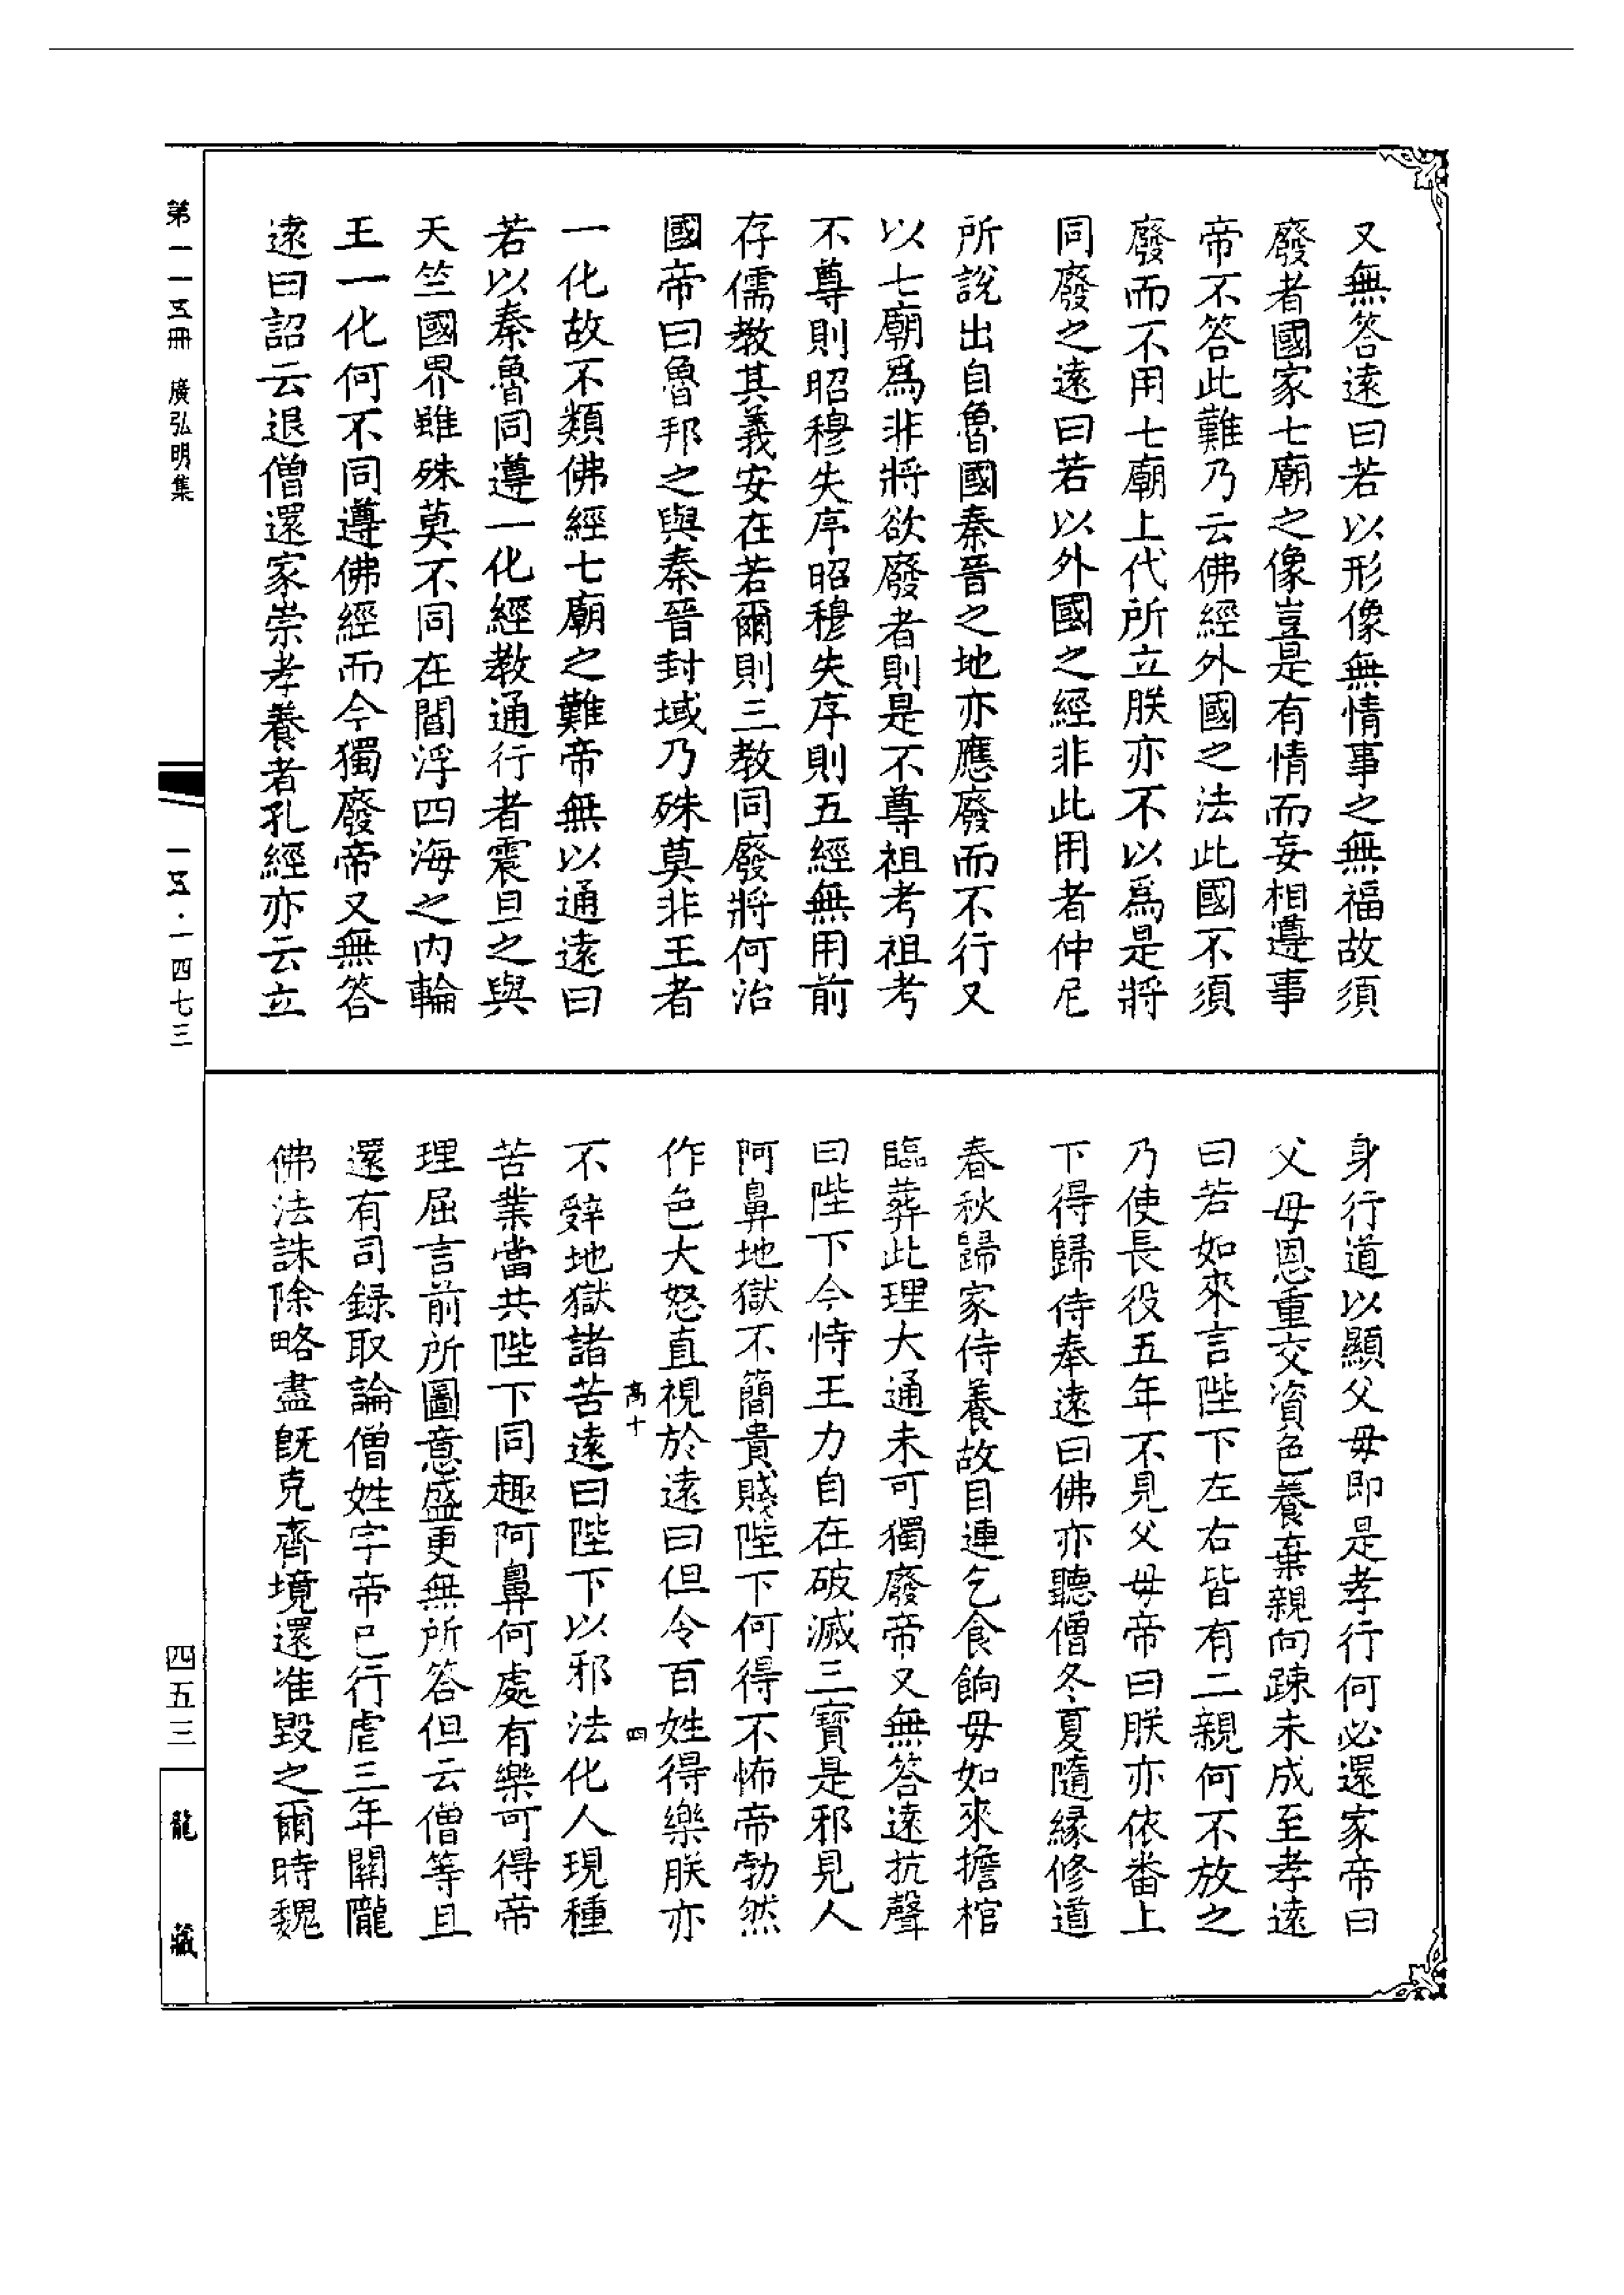 又無答遠曰若以形像無情事之無福故須
廢者國家七廟之像豈是有情而妄相遵事
帝不答此難乃云佛經外國之法此國不須
廢而不用七廟上代所立朕亦不以爲是將
同廢之遠曰若以外國之經非此用者仲尼
所說出自魯國秦晉之地亦應廢而不行又
以七廟爲非將欲廢者則是不尊祖考祖考
不尊則昭穆失序昭穆失序則五經無用前
存儒教其義安在若爾則三教同廢將何治
國帝曰魯邦之與秦晉封域乃殊莫非王者
一化故不類佛經七廟之難帝無以通遠曰
若以秦魯同遵一化經教通行者震旦之與
天竺國界雖殊莫不同在閻浮四海之內輪
王一化何不同遵佛經而今獨廢帝又無答
遠曰詔云退僧還家崇孝養者孔經亦云立
身行道以顯父母即是孝行何必還家帝曰
父母恩重交資色養棄親向疎未成至孝遠
曰若如來言陛下左右皆有二親何不放之
乃使長役五年不見父母帝曰朕亦依番上
下得歸侍奉遠曰佛亦聽僧冬夏隨緣修道
春秋歸家侍養故目連乞食餉母如來擔棺
臨葬此理大通未可獨廢帝又無答遠抗聲
曰陛下今恃王力自在破滅三寶是邪見人
阿鼻地獄不簡貴賤陛下何得不怖帝勃然
作色大怒直視於遠曰但令百姓得樂朕亦
高十
四
不辭地獄諸苦遠曰陛下以邪法化人現種
苦業當共陛下同趣阿鼻何處有樂可得帝
理屈言前所圖意盛更無所答但云僧等且
還有司録取論僧姓字帝已行虐三年關隴
佛法誅除略盡既克齊境還准毀之爾時魏
第一一五冊 廣弘明集
一五·一四七三
四五三
龍藏